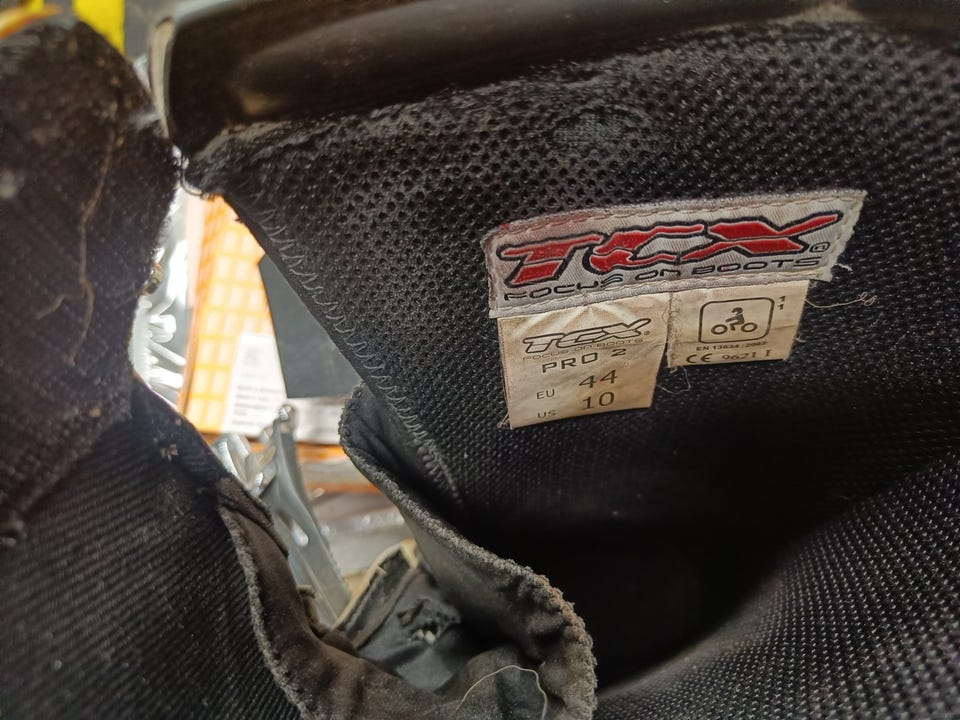 TCX®
FOCUS ON BOOTS
TCX®
FOCUS ON BOOTS
PRO 2
EU 44
US 10
1
1
EN 13634:2002
CE 9621 I